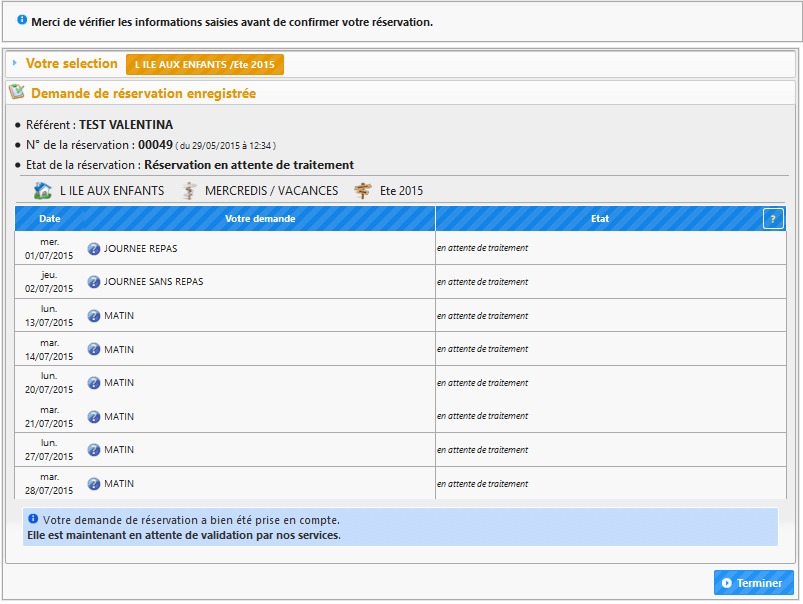 Merci de vérifier les informations saisies avant de confirmer votre réservation.
Votre selection L ILE AUX ENFANTS /Ete 2015
Demande de réservation enregistrée
• Référent : TEST VALENTINA
• N° de la réservation : 00049 ( du 29/05/2015 à 12:34 )
• Etat de la réservation : Réservation en attente de traitement
L ILE AUX ENFANTS MERCREDIS / VACANCES Ete 2015
Date Votre demande Etat ?
mer.
01/07/2015 ? JOURNEE REPAS en attente de traitement
jeu.
02/07/2015 ? JOURNEE SANS REPAS en attente de traitement
lun.
13/07/2015 ? MATIN en attente de traitement
mar.
14/07/2015 ? MATIN en attente de traitement
lun.
20/07/2015 ? MATIN en attente de traitement
mar.
21/07/2015 ? MATIN en attente de traitement
lun.
27/07/2015 ? MATIN en attente de traitement
mar.
28/07/2015 ? MATIN en attente de traitement
Votre demande de réservation a bien été prise en compte.
Elle est maintenant en attente de validation par nos services.
Terminer